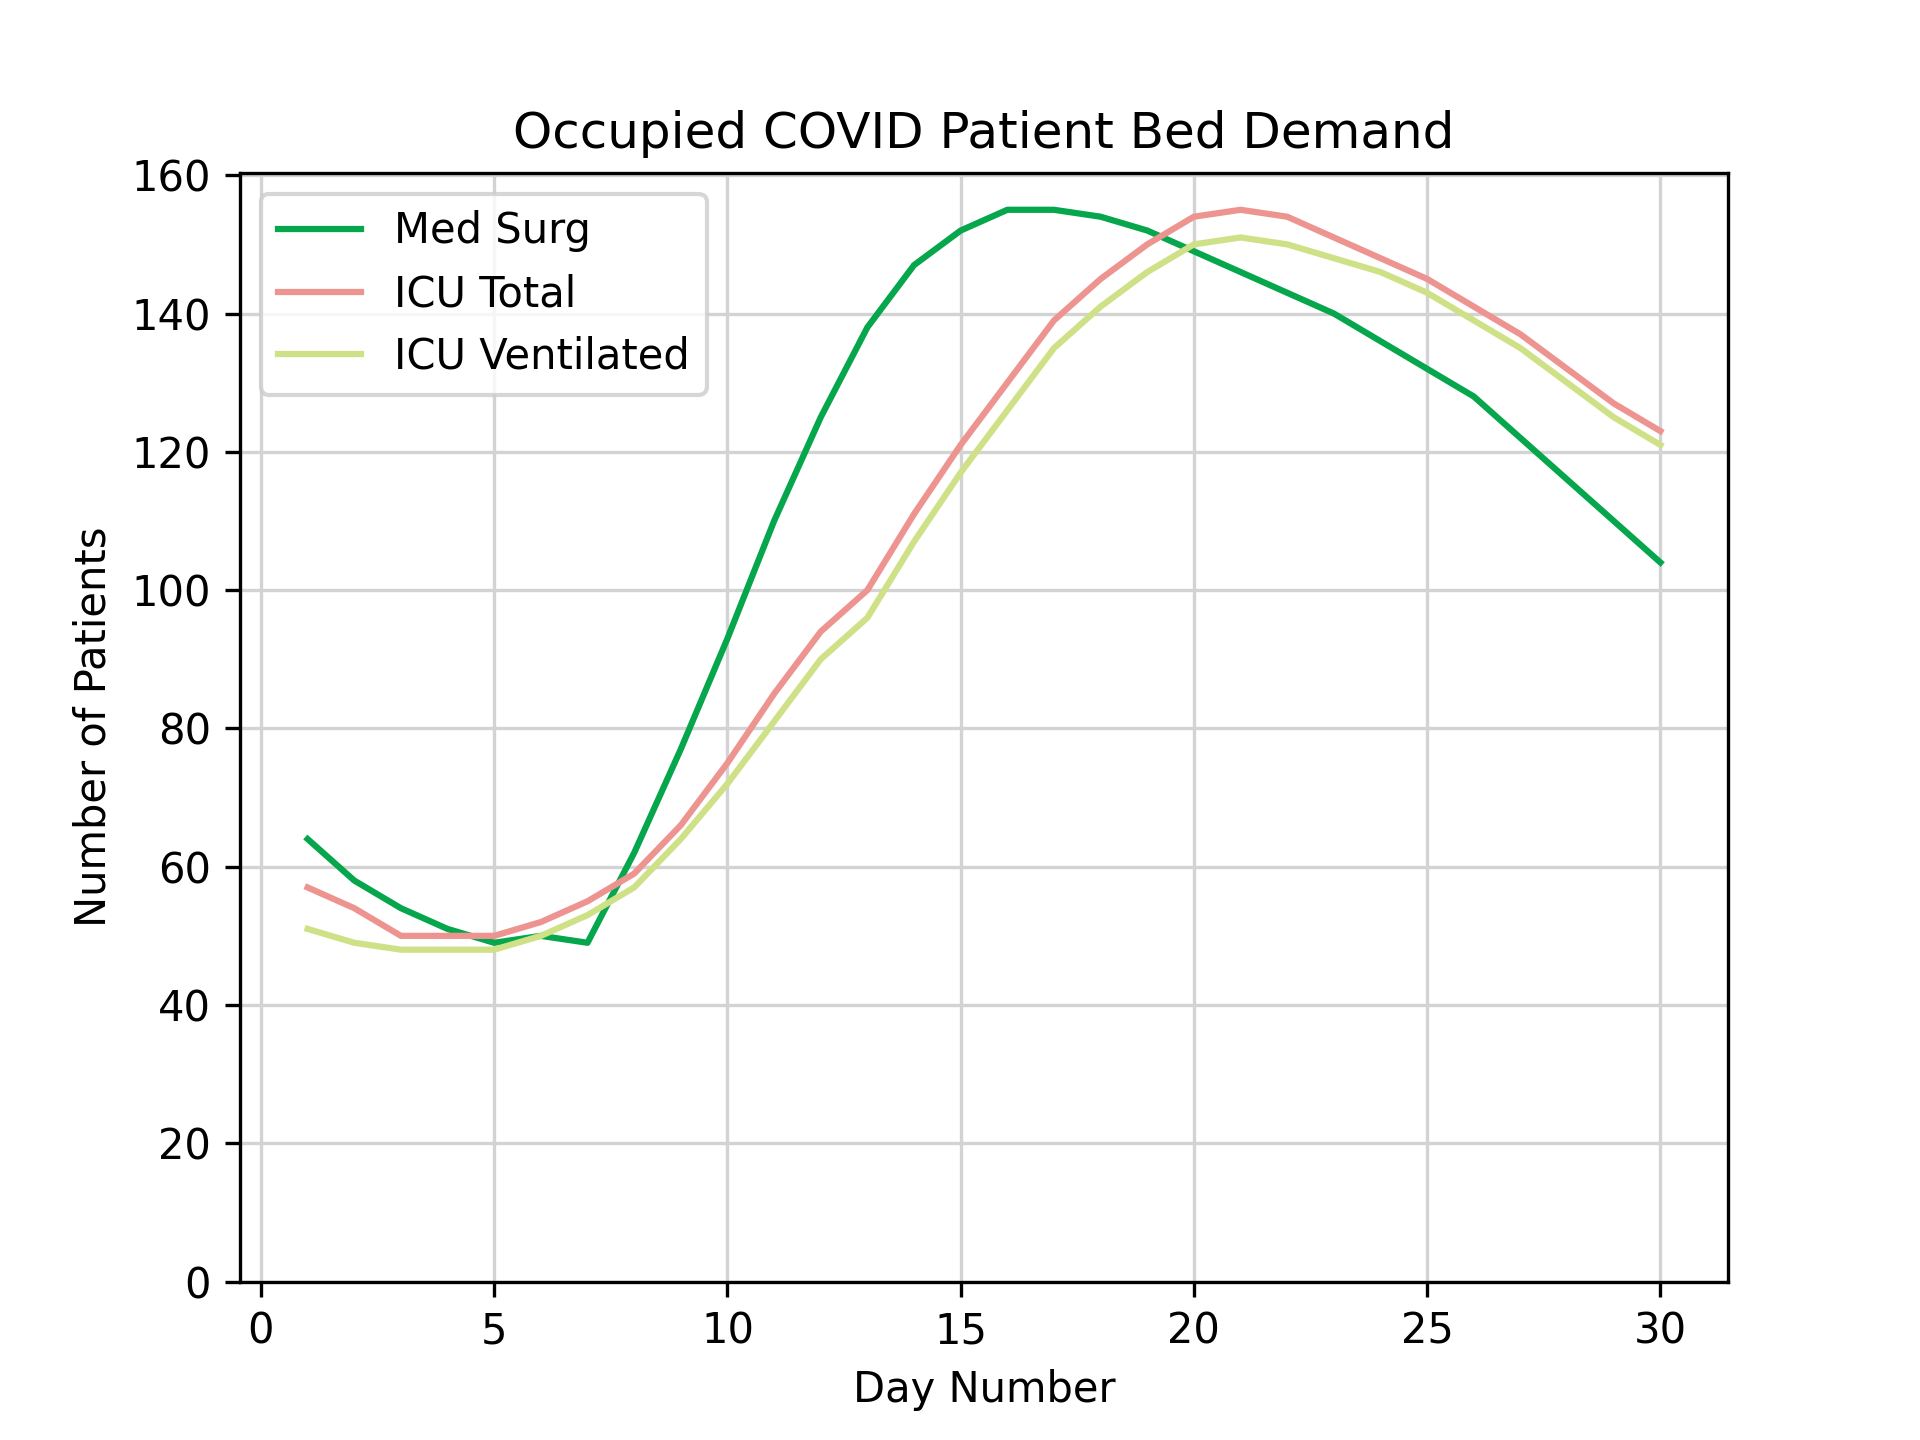 Occupied COVID Patient Bed Demand
160
140
120
100
80
60
40
20
0
Number of Patients
Med Surg
ICU Total
ICU Ventilated
0 5 10 15 20 25 30
Day Number